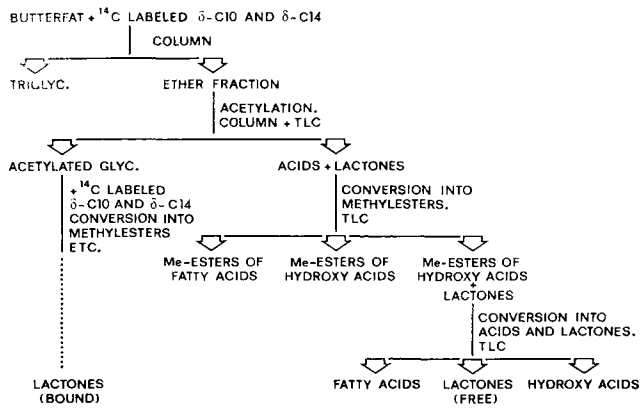 BUTTERFAT + ¹⁴C LABELED δ-C10 AND δ-C14
COLUMN
TRIGLYC.
ETHER FRACTION
ACETYLATION.
COLUMN + TLC
ACETYLATED GLYC.
ACIDS + LACTONES
+ ¹⁴C LABELED
δ-C10 AND δ-C14
CONVERSION INTO
METHYLESTERS
ETC.
CONVERSION INTO
METHYLESTERS.
TLC
Me-ESTERS OF
FATTY ACIDS
Me-ESTERS OF
HYDROXY ACIDS
Me-ESTERS OF
HYDROXY ACIDS
+
LACTONES
CONVERSION INTO
ACIDS AND LACTONES.
TLC
LACTONES
(BOUND)
FATTY ACIDS
LACTONES
(FREE)
HYDROXY ACIDS